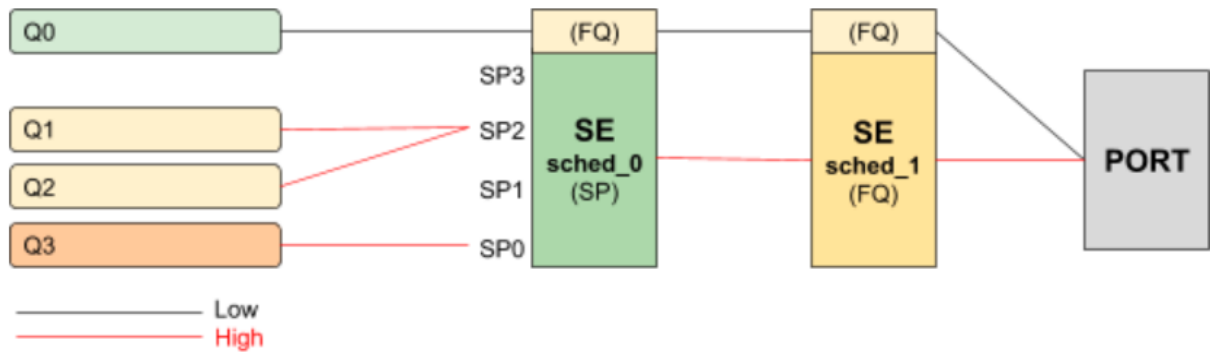 Q0
(FQ)
(FQ)
SP3
Q1
SP2
SE
sched_0
(SP)
SE
sched_1
(FQ)
PORT
Q2
SP1
Q3
SP0
Low
High